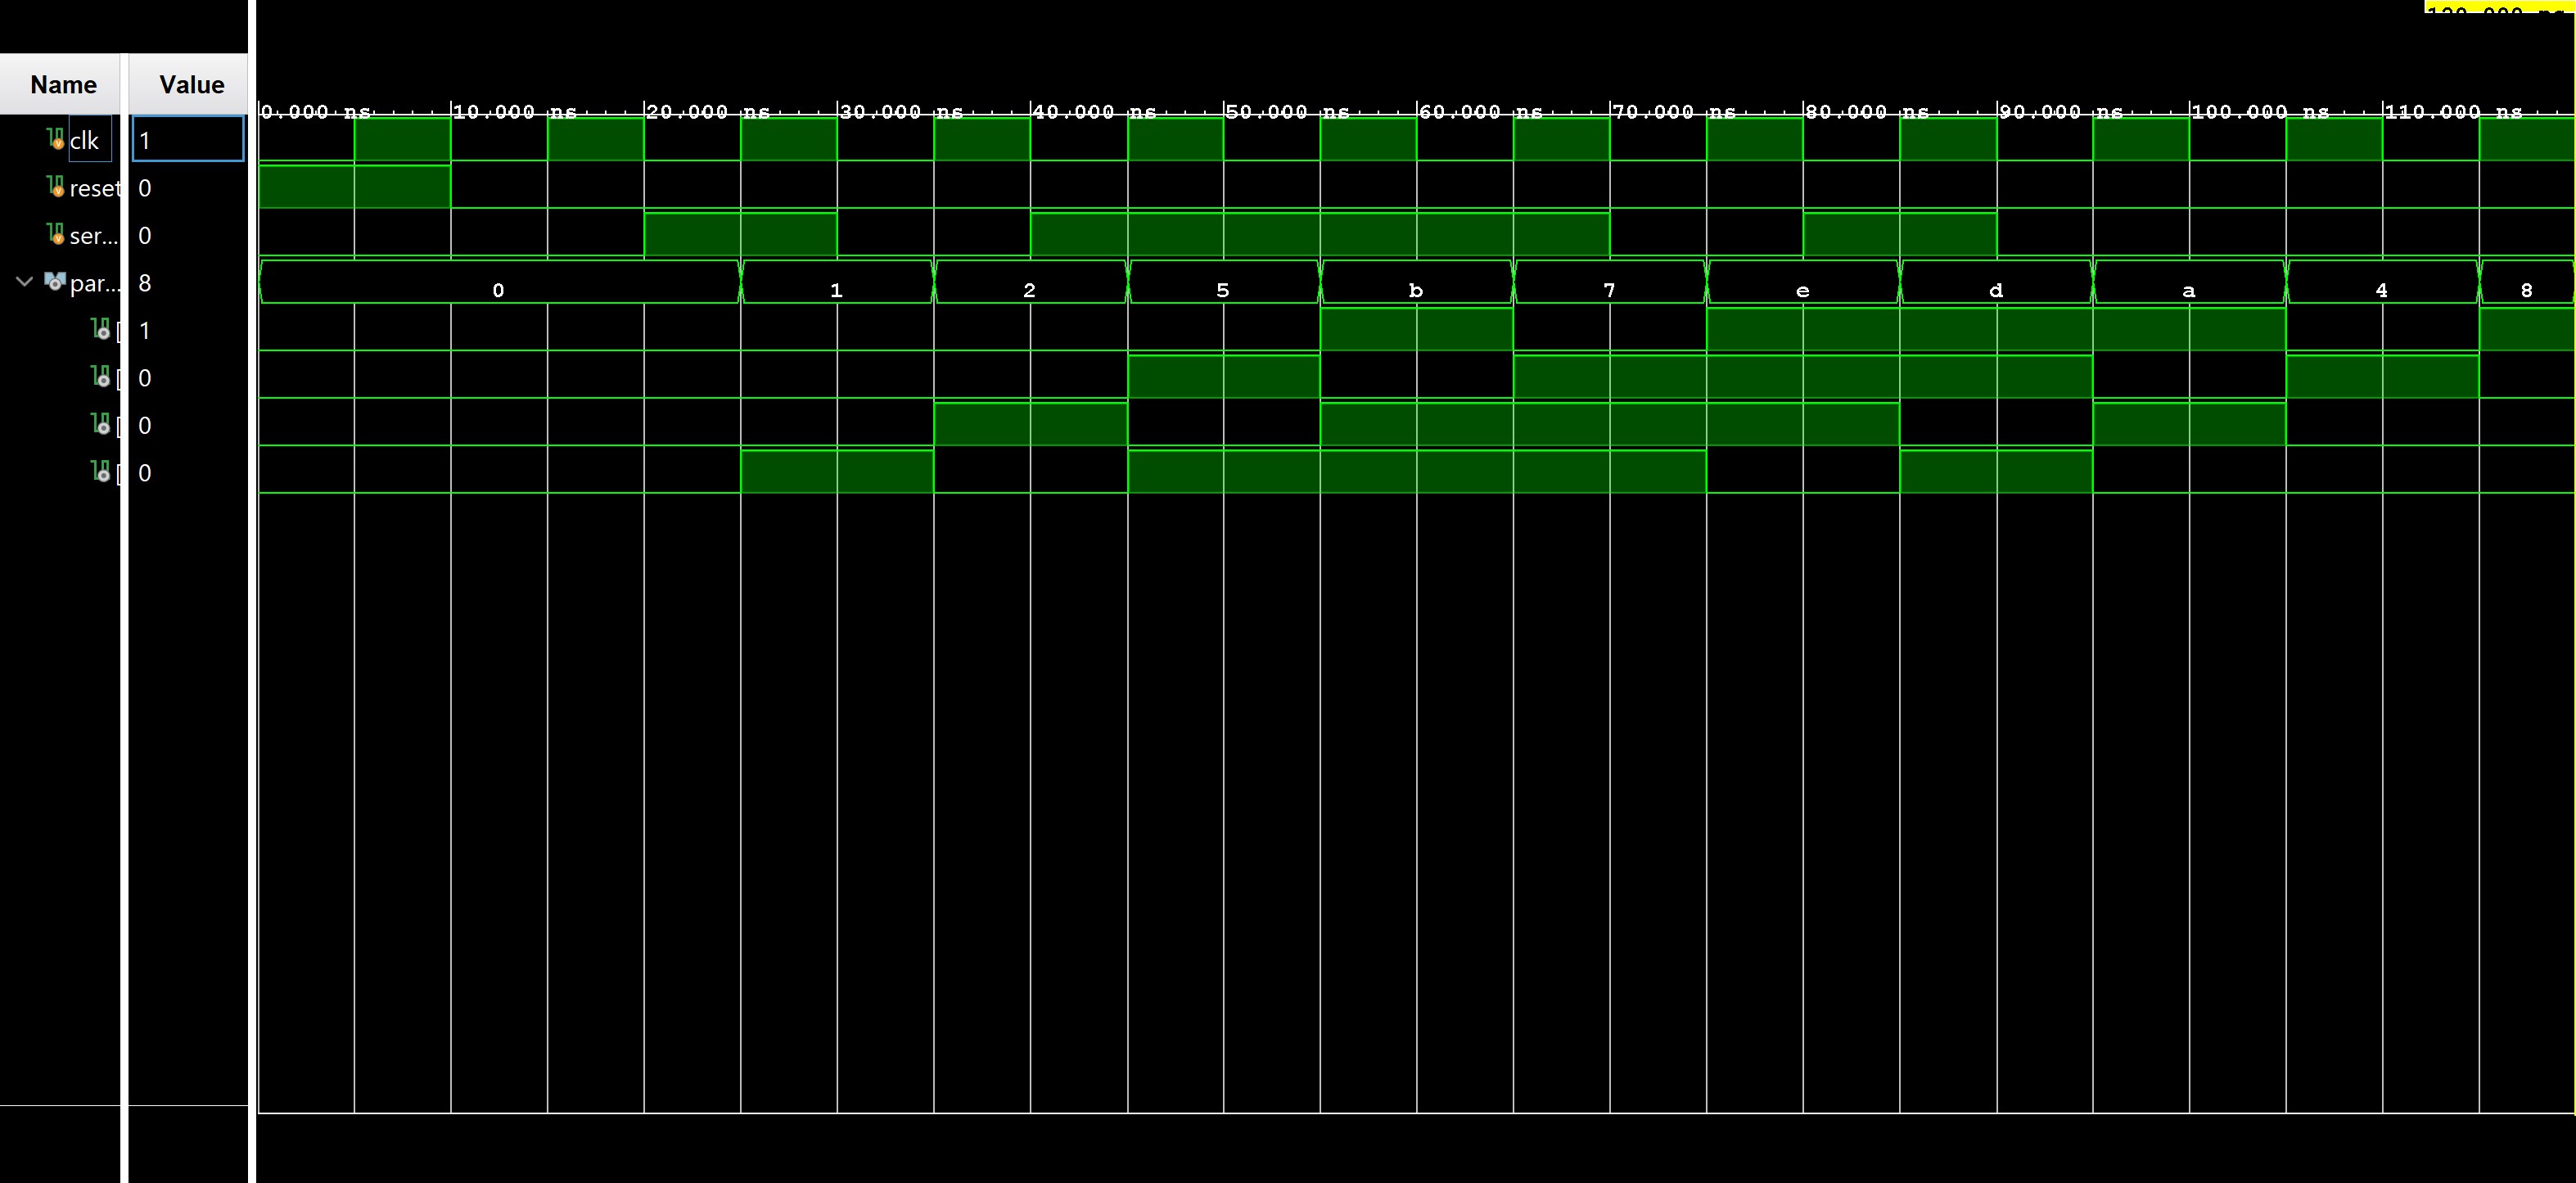 120.000 ns
Name Value
0.000 ns 10.000 ns 20.000 ns 30.000 ns 40.000 ns 50.000 ns 60.000 ns 70.000 ns 80.000 ns 90.000 ns 100.000 ns 110.000 ns
clk 1
reset 0
ser... 0
par... 8 0 1 2 5 b 7 e d a 4 8
[ 1
[ 0
[ 0
[ 0